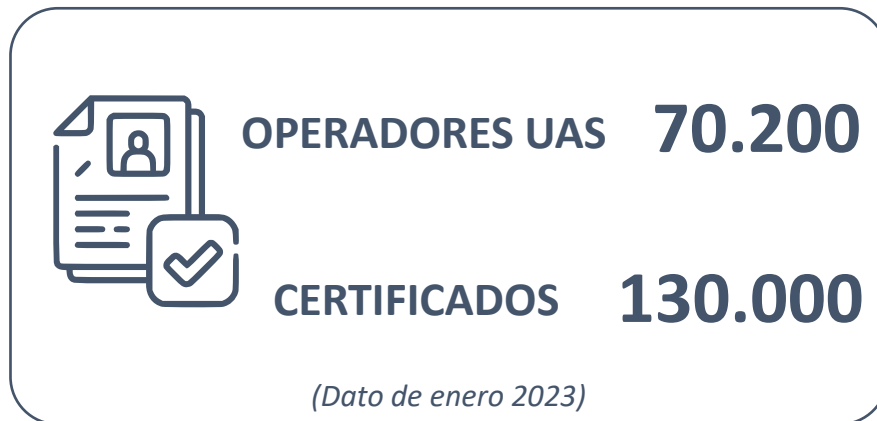 OPERADORES UAS 70.200
CERTIFICADOS 130.000
(Dato de enero 2023)